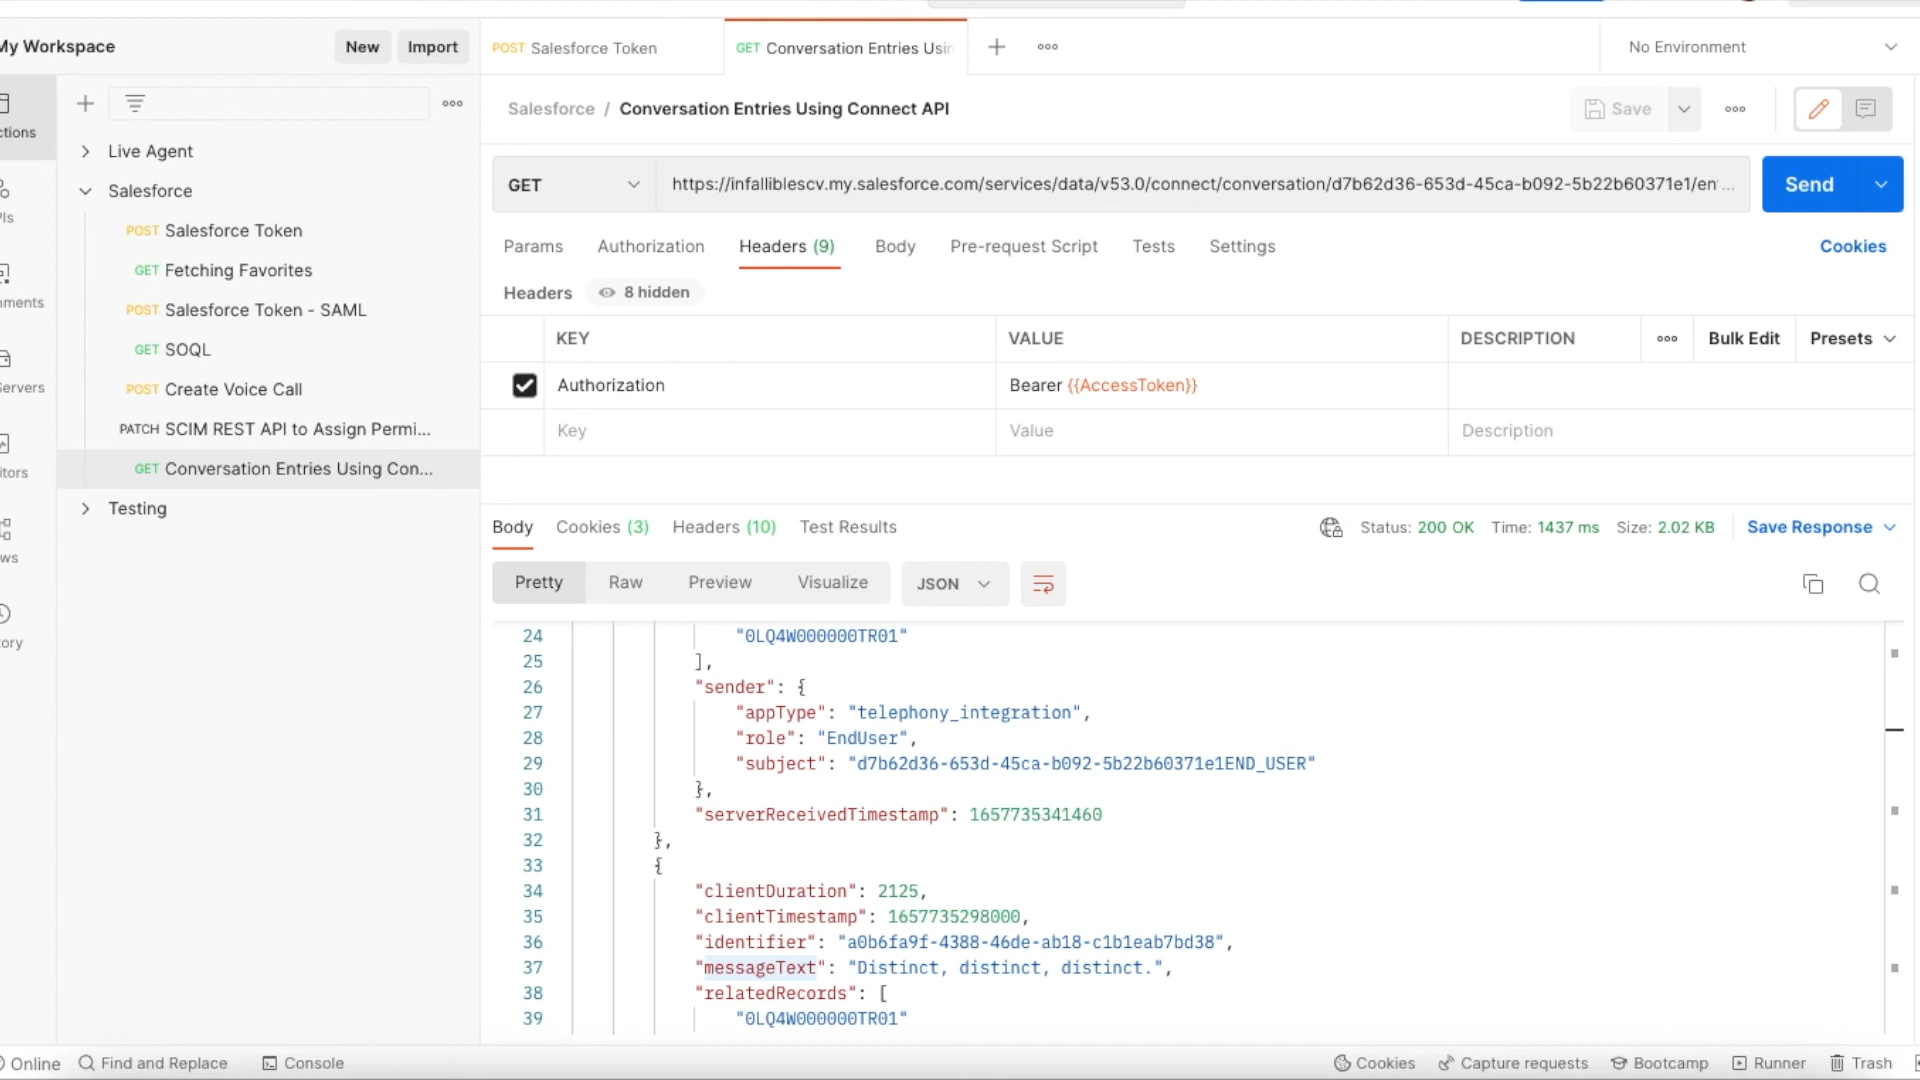 My Workspace
New
Import
POST Salesforce Token
GET Conversation Entries Usin
No Environment
Salesforce / Conversation Entries Using Connect API
Save
ctions
Live Agent
Salesforce
POST Salesforce Token
GET Fetching Favorites
POST Salesforce Token - SAML
GET SOQL
POST Create Voice Call
PATCH SCIM REST API to Assign Permi...
GET Conversation Entries Using Con...
Testing
PIs
nments
Servers
itors
ws
tory
GET
https://infalliblescv.my.salesforce.com/services/data/v53.0/connect/conversation/d7b62d36-653d-45ca-b092-5b22b60371e1/en...
Send
Params
Authorization
Headers (9)
Body
Pre-request Script
Tests
Settings
Cookies
Headers
8 hidden
KEY
VALUE
DESCRIPTION
Bulk Edit
Presets
Authorization
Bearer {{AccessToken}}
Key
Value
Description
Body
Cookies (3)
Headers (10)
Test Results
Status: 200 OK
Time: 1437 ms
Size: 2.02 KB
Save Response
Pretty
Raw
Preview
Visualize
JSON
24 "0LQ4W000000TR01"
25 ],
26 "sender": {
27 "appType": "telephony_integration",
28 "role": "EndUser",
29 "subject": "d7b62d36-653d-45ca-b092-5b22b60371e1END_USER"
30 },
31 "serverReceivedTimestamp": 1657735341460
32 },
33 {
34 "clientDuration": 2125,
35 "clientTimestamp": 1657735298000,
36 "identifier": "a0b6fa9f-4388-46de-ab18-c1b1eab7bd38",
37 "messageText": "Distinct, distinct, distinct.",
38 "relatedRecords": [
39 "0LQ4W000000TR01"
Online
Find and Replace
Console
Cookies
Capture requests
Bootcamp
Runner
Trash